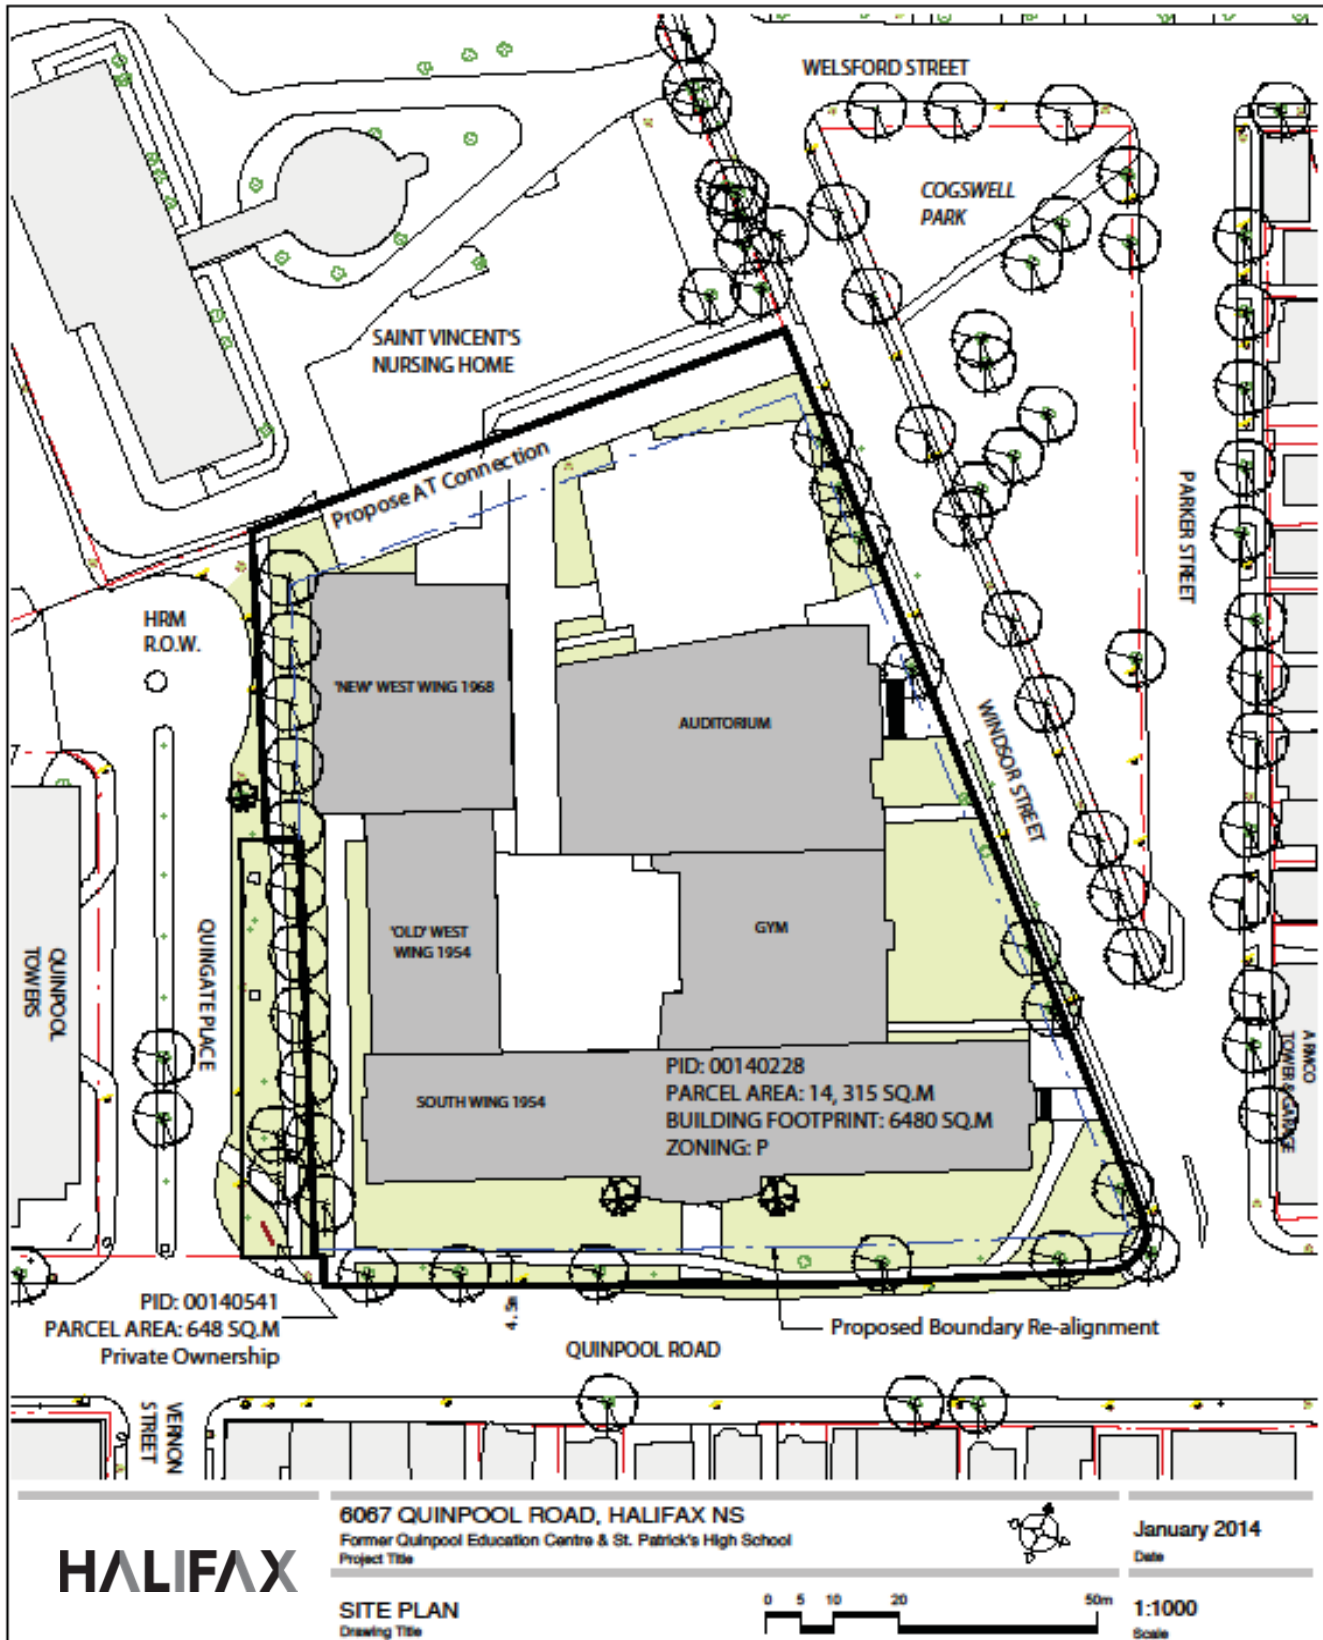 WELSFORD STREET
COGSWELL
PARK
SAINT VINCENT'S
NURSING HOME
Propose AT Connection
PARKER STREET
HRM
R.O.W.
'NEW' WEST WING 1968
AUDITORIUM
WINDSOR STREET
'OLD' WEST
WING 1954
GYM
QUINPOOL
TOWERS
QUINGATE PLACE
ARMCO
TOWER & GARAGE
PID: 00140228
PARCEL AREA: 14, 315 SQ.M
BUILDING FOOTPRINT: 6480 SQ.M
ZONING: P
SOUTH WING 1954
PID: 00140541
PARCEL AREA: 648 SQ.M
Private Ownership
Proposed Boundary Re-alignment
QUINPOOL ROAD
VERNON
STREET
HALIFAX
6067 QUINPOOL ROAD, HALIFAX NS
Former Quinpool Education Centre & St. Patrick's High School
Project Title
January 2014
Date
SITE PLAN
Drawing Title
0 5 10 20 50m
1:1000
Scale